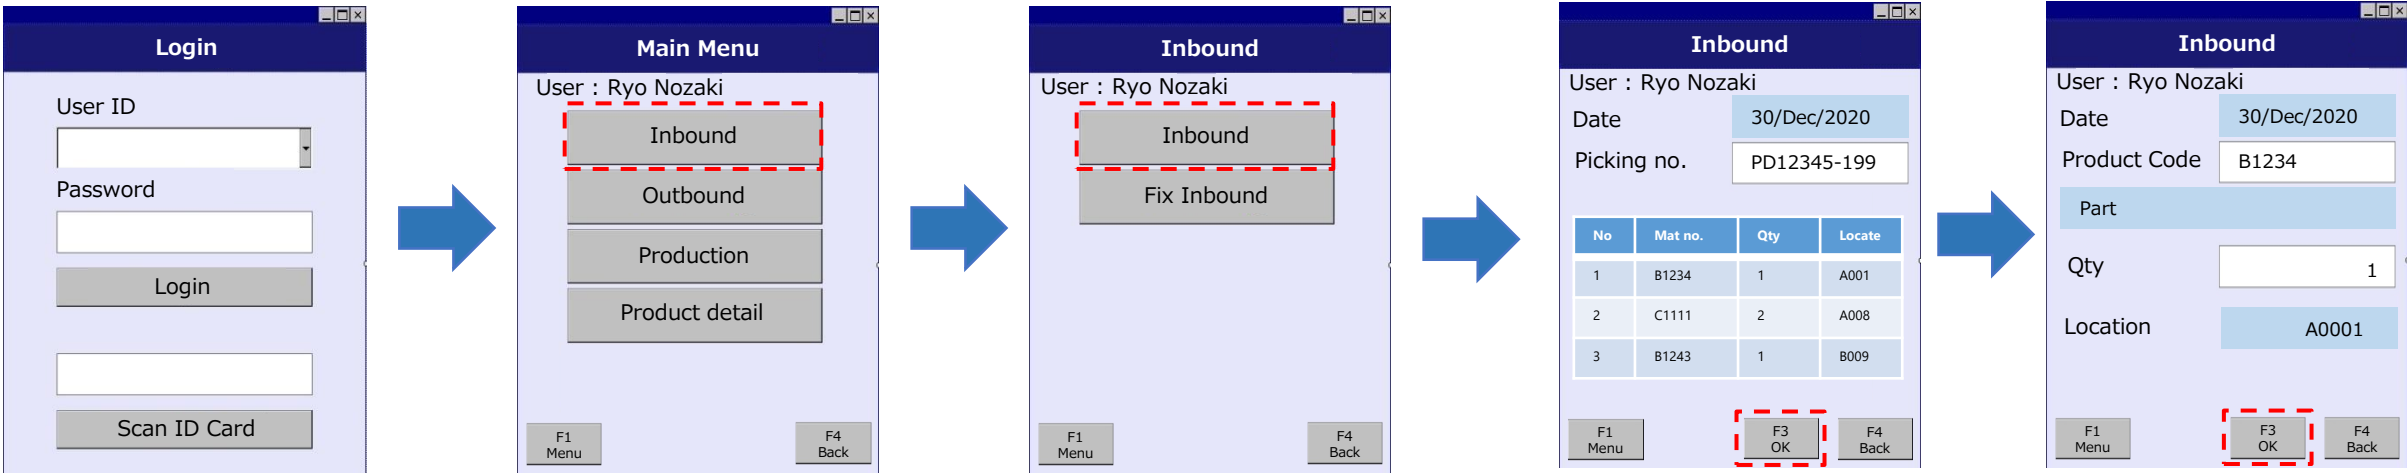 Login
User ID
Password
Login
Scan ID Card
Main Menu
User : Ryo Nozaki
Inbound
Outbound
Production
Product detail
F1
Menu
F4
Back
Inbound
User : Ryo Nozaki
Inbound
Fix Inbound
F1
Menu
F4
Back
Inbound
User : Ryo Nozaki
Date 30/Dec/2020
Picking no. PD12345-199
No Mat no. Qty Locate
1 B1234 1 A001
2 C1111 2 A008
3 B1243 1 B009
F1
Menu
F3
OK
F4
Back
Inbound
User : Ryo Nozaki
Date 30/Dec/2020
Product Code B1234
Part
Qty 1
Location A0001
F1
Menu
F3
OK
F4
Back